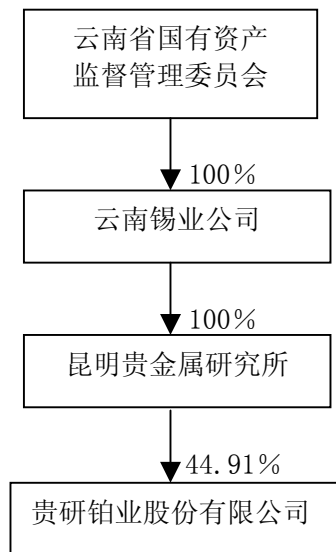 云南省国有资产
监督管理委员会
100%
云南锡业公司
100%
昆明贵金属研究所
44.91%
贵研铂业股份有限公司